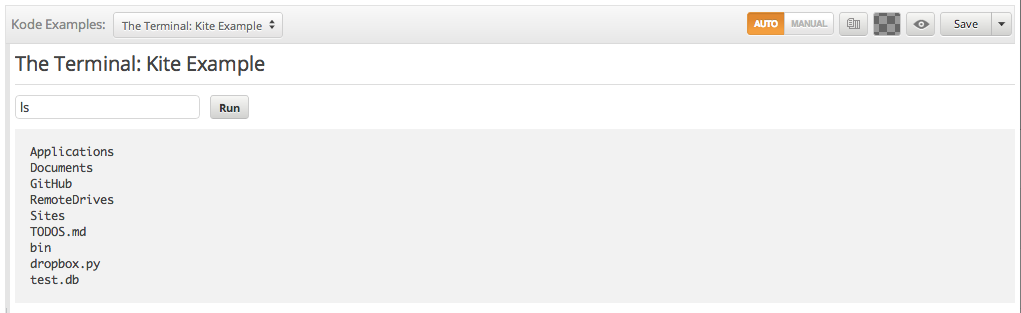 Kode Examples: The Terminal: Kite Example AUTO MANUAL Save
The Terminal: Kite Example
ls Run
Applications
Documents
GitHub
RemoteDrives
Sites
TODOS.md
bin
dropbox.py
test.db